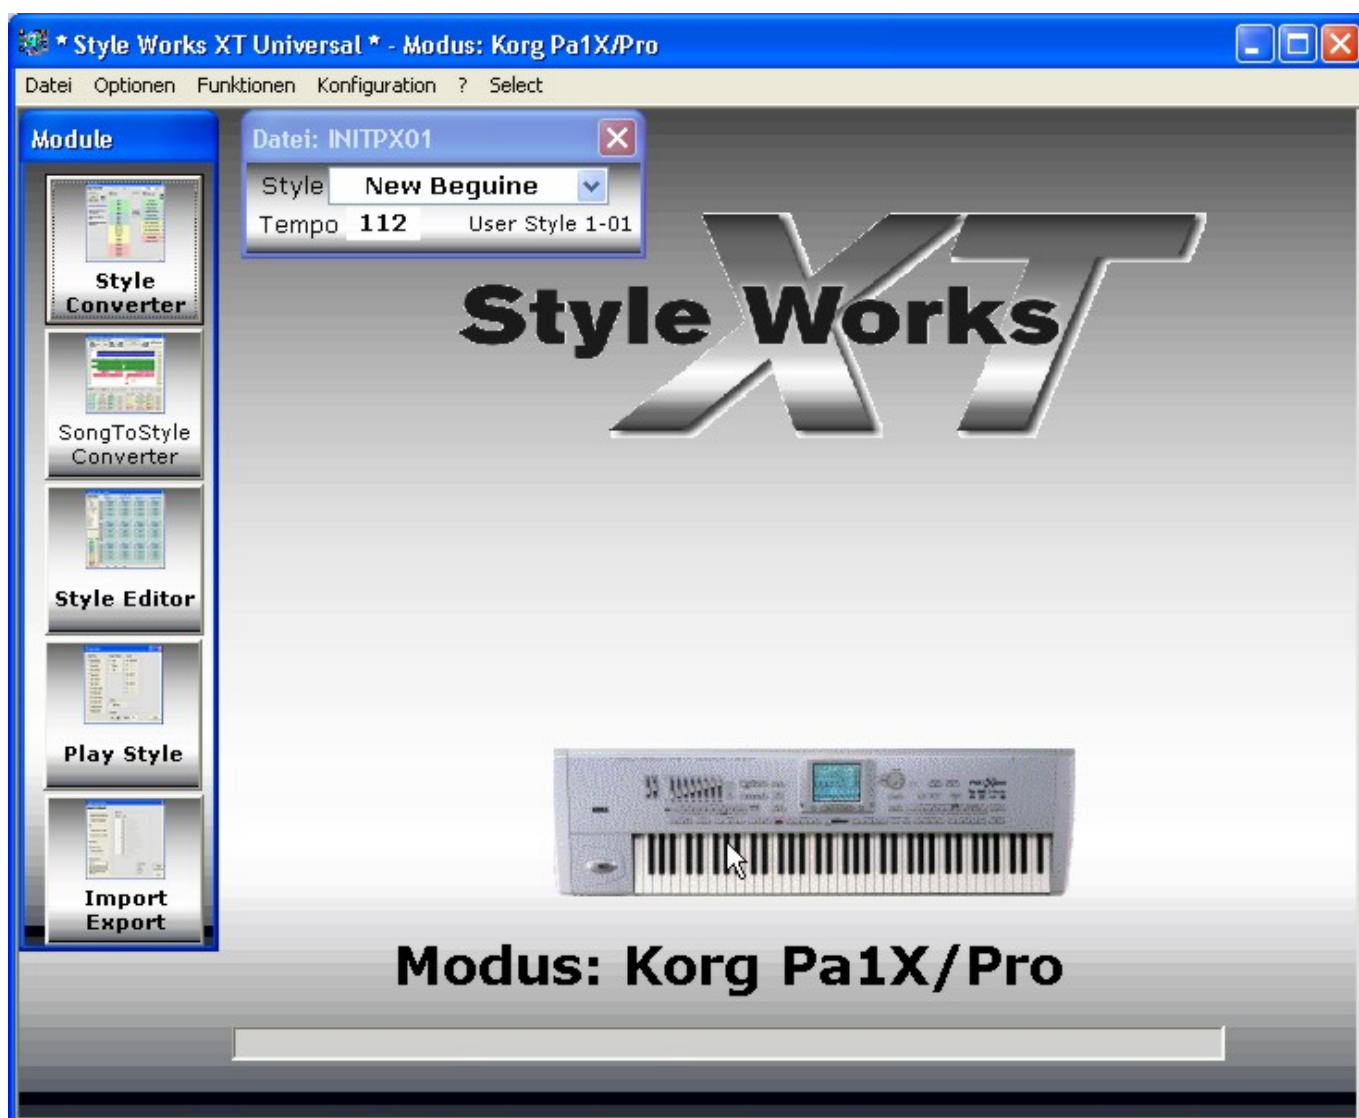 * Style Works XT Universal * - Modus: Korg Pa1X/Pro
Datei Optionen Funktionen Konfiguration ? Select
Module
Style
Converter
SongToStyle
Converter
Style Editor
Play Style
Import
Export
Datei: INITPX01
Style New Beguine
Tempo 112 User Style 1-01
XT
Style Works
Modus: Korg Pa1X/Pro